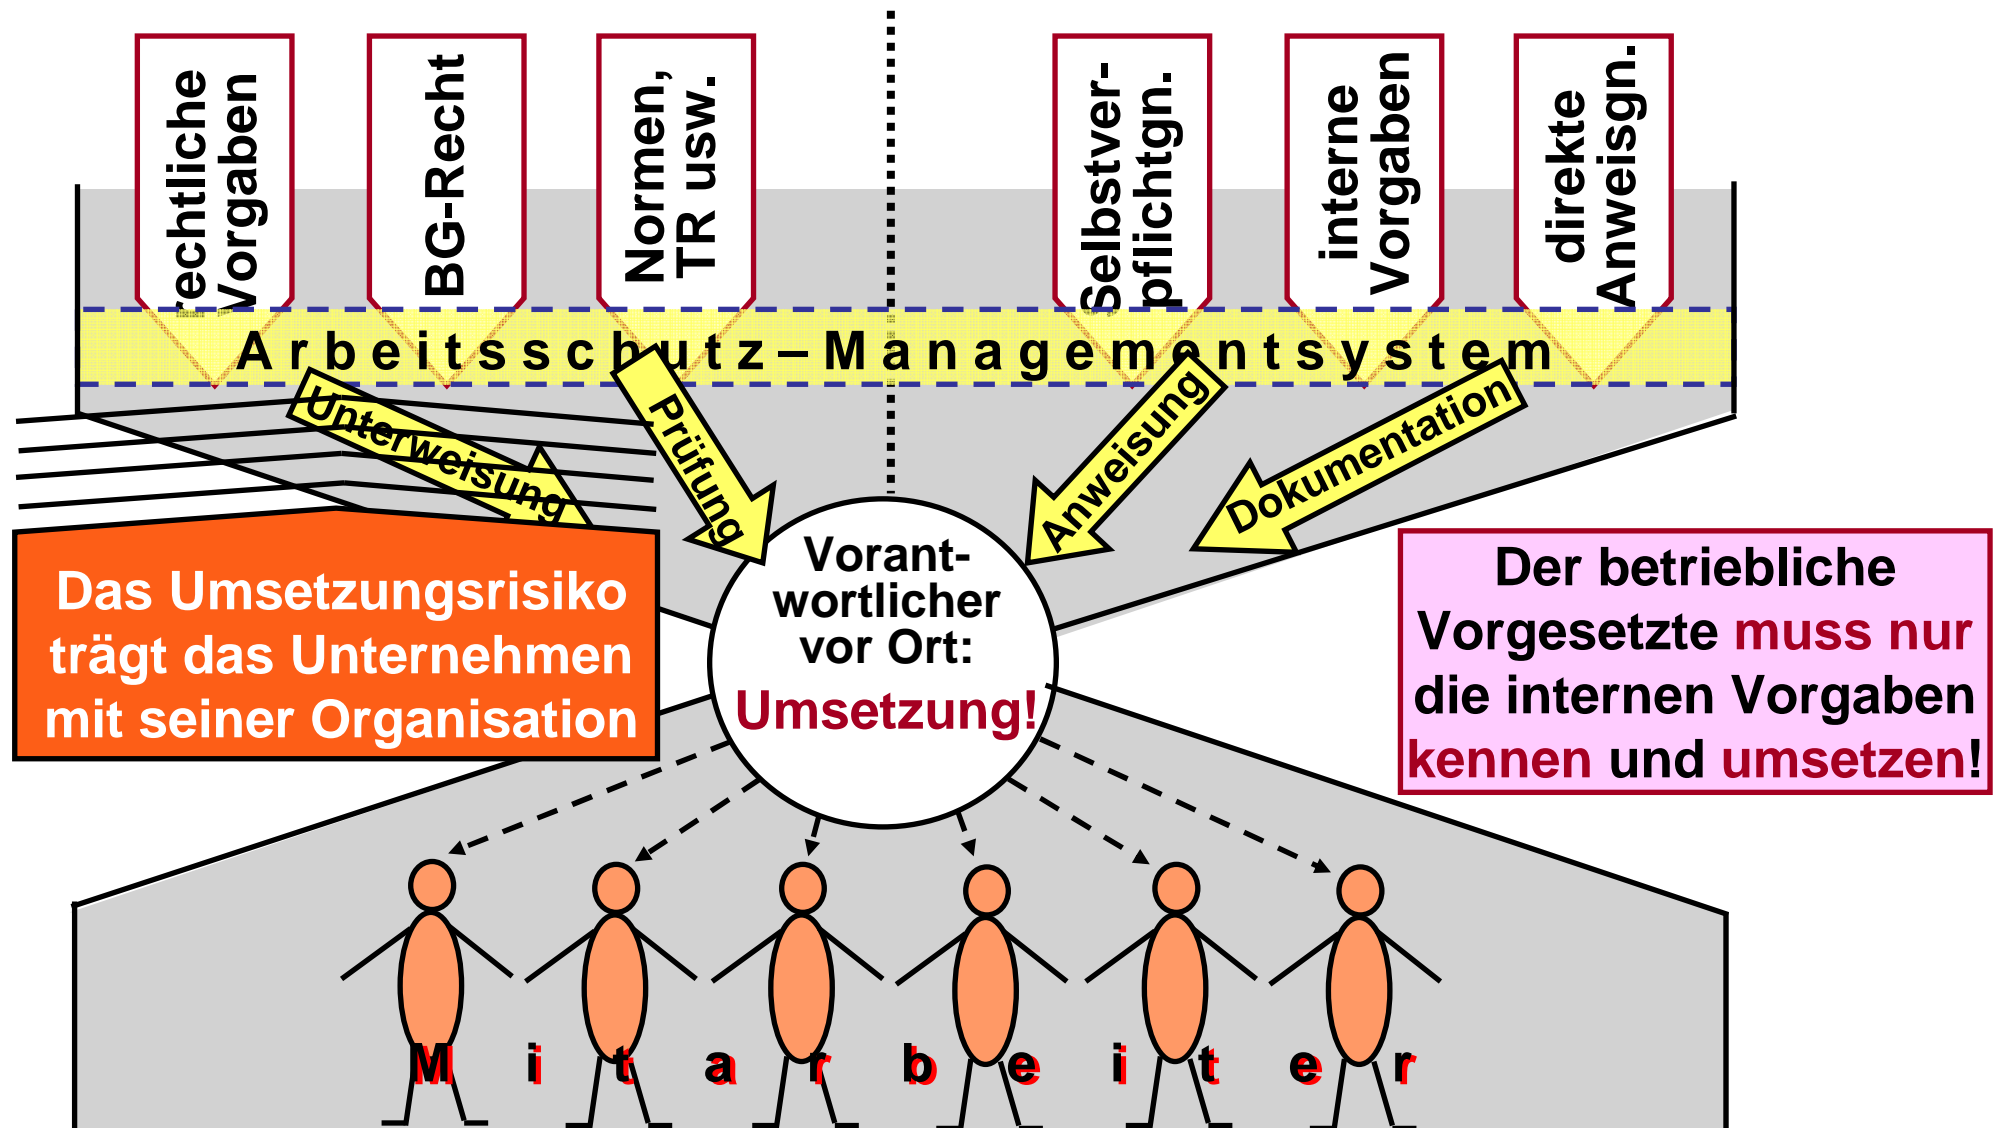 rechtliche
Vorgaben
BG-Recht
Normen,
TR usw.
Selbstver-
pflichtgn.
interne
Vorgaben
direkte
Anweisgn.
Arbeitsschutz–Managementsystem
Unterweisung
Prüfung
Anweisung
Dokumentation
Das Umsetzungsrisiko
trägt das Unternehmen
mit seiner Organisation
Vorant-
wortlicher
vor Ort:
Umsetzung!
Der betriebliche
Vorgesetzte muss nur
die internen Vorgaben
kennen und umsetzen!
Mitarbeiter